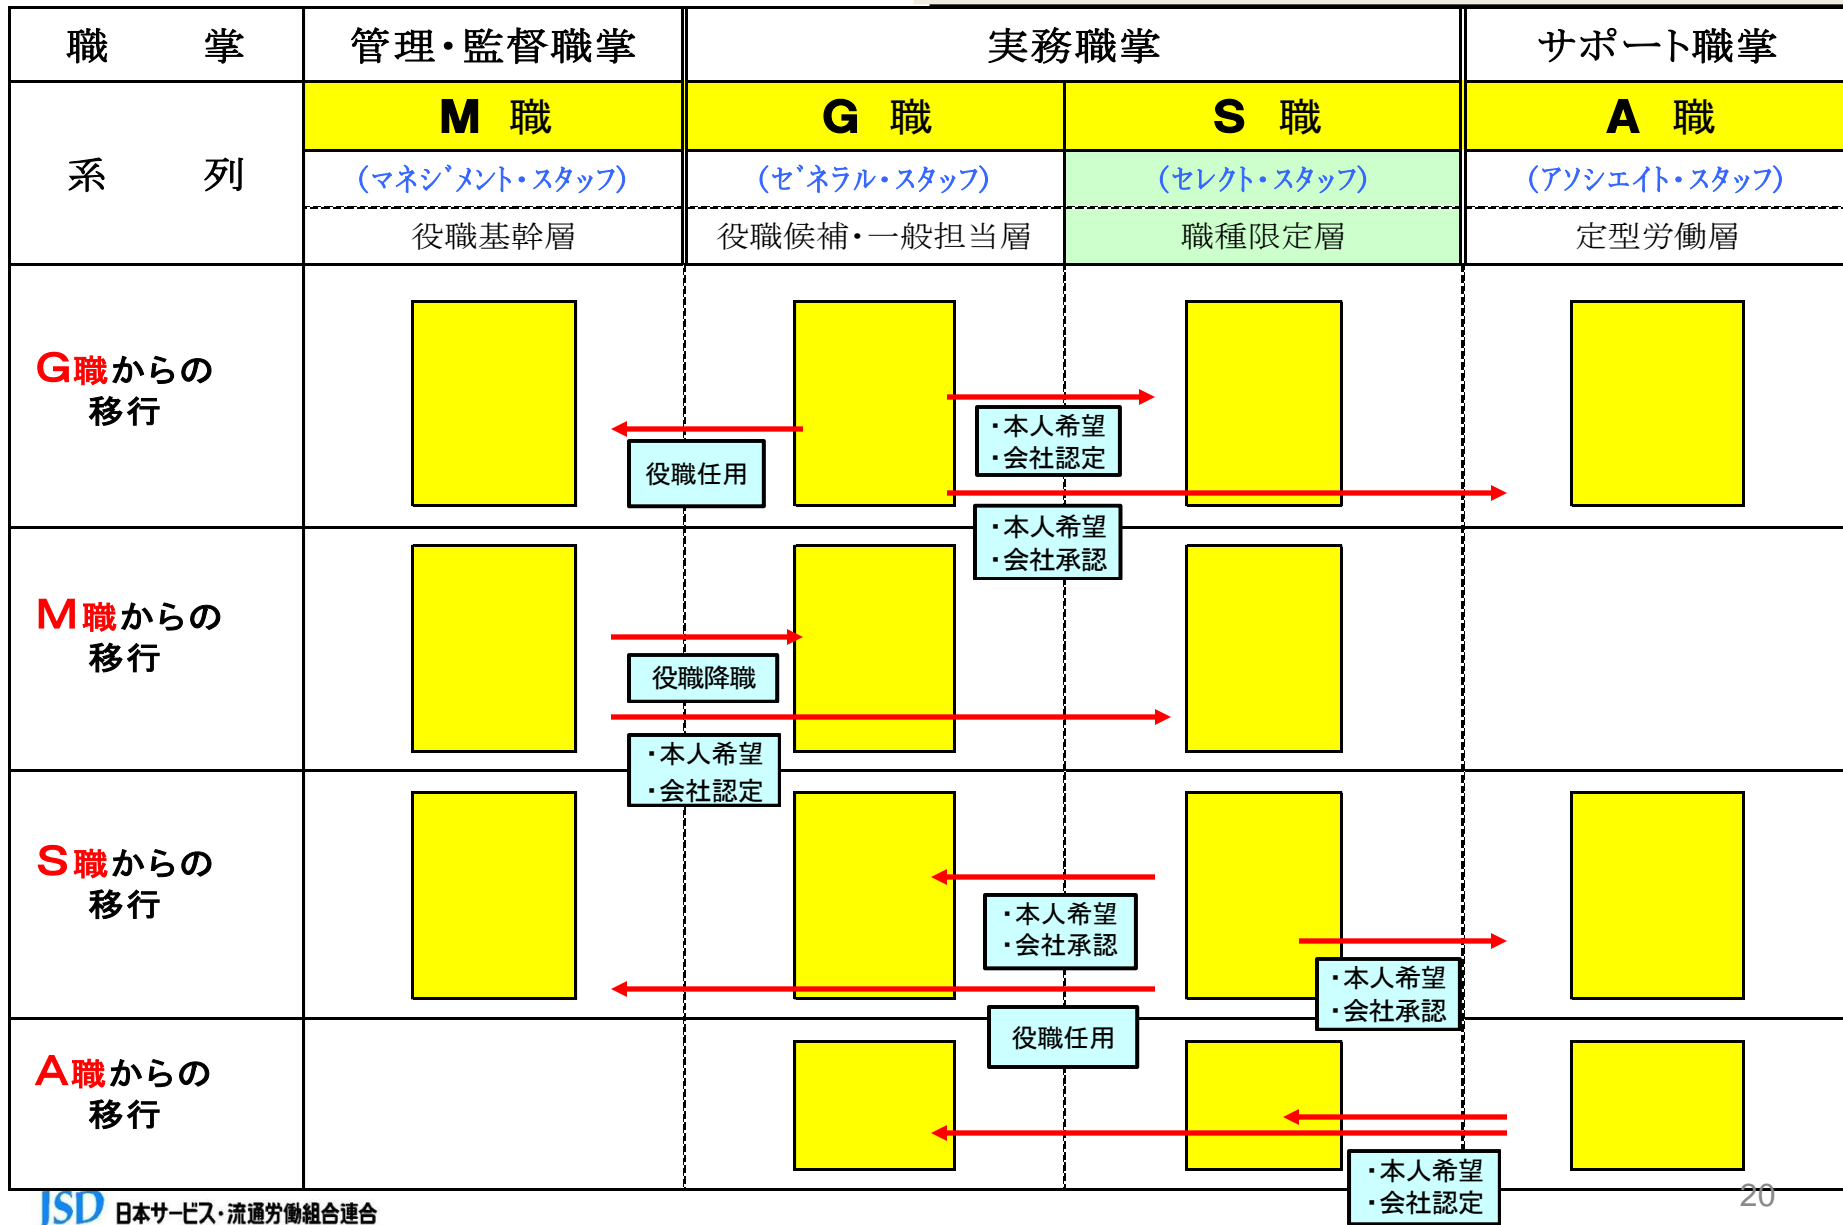 職 掌
管理・監督職掌
実務職掌
サポート職掌
系 列
M 職
G 職
S 職
A 職
(マネジメント・スタッフ)
(ゼネラル・スタッフ)
(セレクト・スタッフ)
(アソシエイト・スタッフ)
役職基幹層
役職候補・一般担当層
職種限定層
定型労働層
G職からの
移行
役職任用
・本人希望
・会社認定
・本人希望
・会社承認
M職からの
移行
役職降職
・本人希望
・会社認定
S職からの
移行
・本人希望
・会社承認
・本人希望
・会社承認
役職任用
A職からの
移行
・本人希望
・会社認定
JSD 日本サービス・流通労働組合連合
20